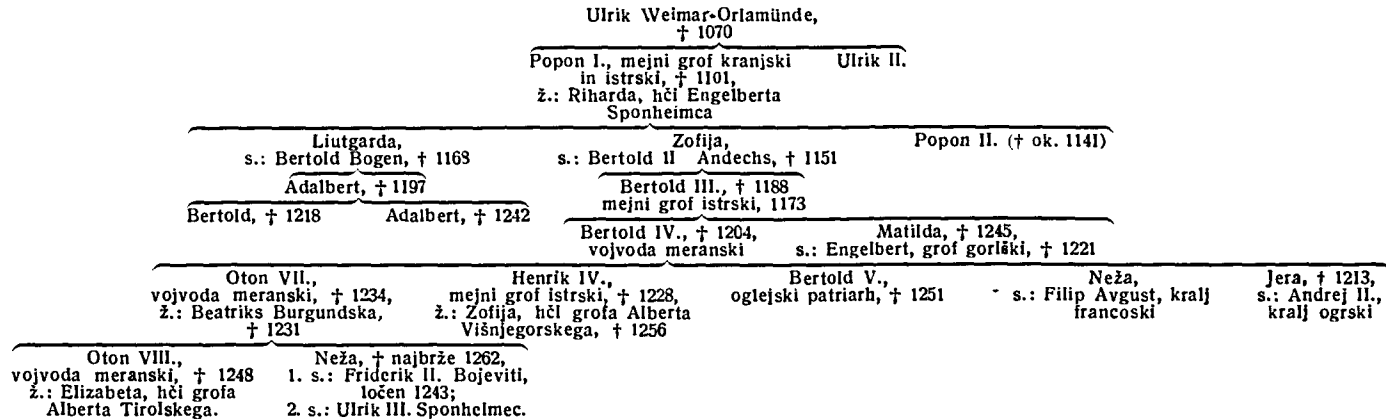 Ulrik Weimar-Orlamünde,
† 1070
Popon I., mejni grof kranjski
in istrski, † 1101,
ž.: Riharda, hči Engelberta
Sponheimca
Ulrik II.
Liutgarda,
s.: Bertold Bogen, † 1168
Zofija,
s.: Bertold II Andechs, † 1151
Popon II. († ok. 1141)
Adalbert, † 1197
Bertold III., † 1188
mejni grof istrski, 1173
Bertold, † 1218
Adalbert, † 1242
Bertold IV., † 1204,
vojvoda meranski
Matilda, † 1245,
s.: Engelbert, grof goriški, † 1221
Oton VII.,
vojvoda meranski, † 1234,
ž.: Beatriks Burgundska,
† 1231
Henrik IV.,
mejni grof istrski, † 1228,
ž.: Zofija, hči grofa Alberta
Višnjegorskega, † 1256
Bertold V.,
oglejski patriarh, † 1251
Neža,
s.: Filip Avgust, kralj
francoski
Jera, † 1213,
s.: Andrej II.,
kralj ogrski
Oton VIII.,
vojvoda meranski, † 1248
ž.: Elizabeta, hči grofa
Alberta Tirolskega.
Neža, † najbrže 1262,
1. s.: Friderik II. Bojeviti,
ločen 1243;
2. s.: Ulrik III. Sponheimec.